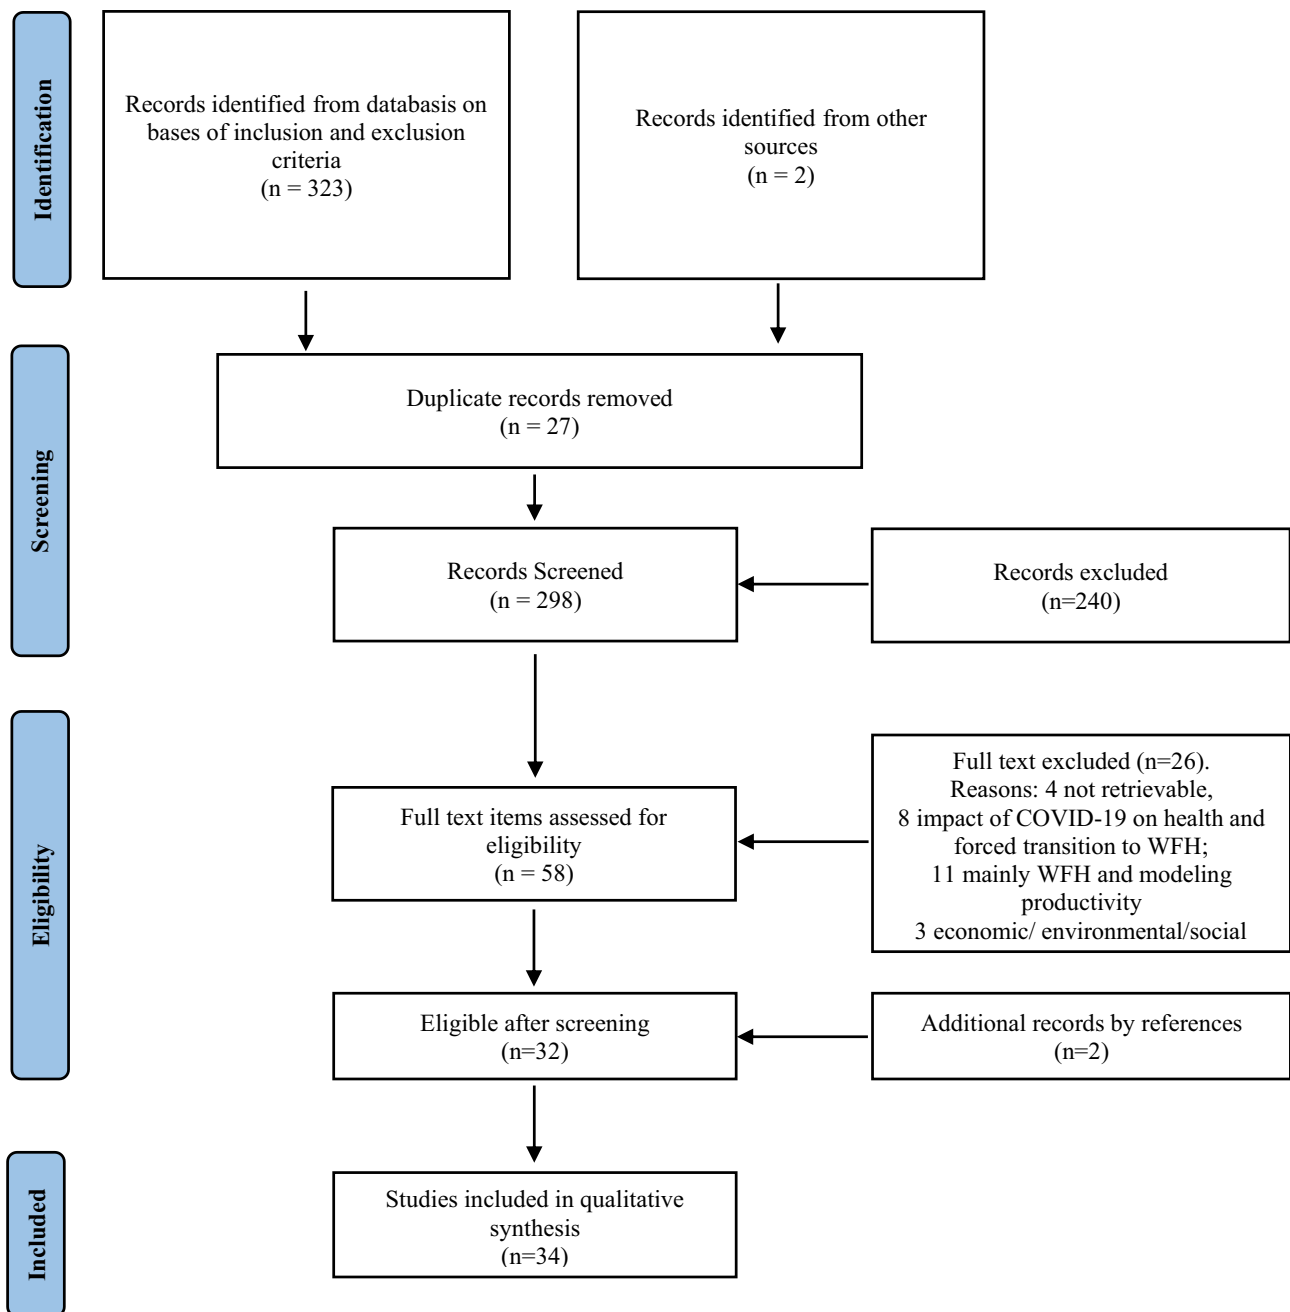 Identification
Records identified from databasis on
bases of inclusion and exclusion
criteria
(n = 323)
Records identified from other
sources
(n = 2)
Screening
Duplicate records removed
(n = 27)
Records Screened
(n = 298)
Records excluded
(n=240)
Eligibility
Full text items assessed for
eligibility
(n = 58)
Full text excluded (n=26).
Reasons: 4 not retrievable,
8 impact of COVID-19 on health and
forced transition to WFH;
11 mainly WFH and modeling
productivity
3 economic/ environmental/social
Eligible after screening
(n=32)
Additional records by references
(n=2)
Included
Studies included in qualitative
synthesis
(n=34)